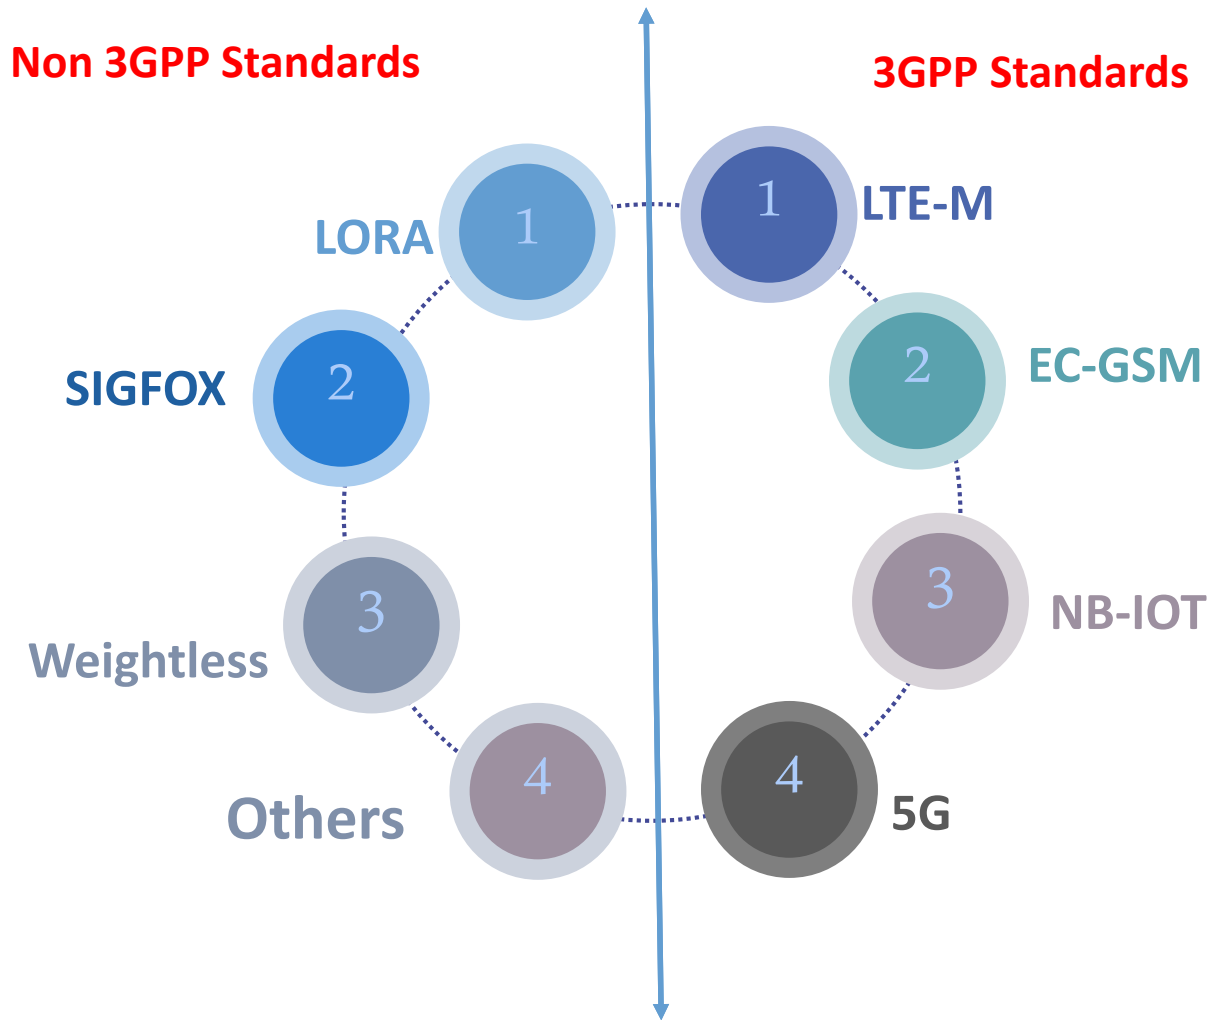 Non 3GPP Standards
3GPP Standards
1
LORA
1
LTE-M
2
SIGFOX
2
EC-GSM
3
Weightless
3
NB-IOT
4
Others
4
5G